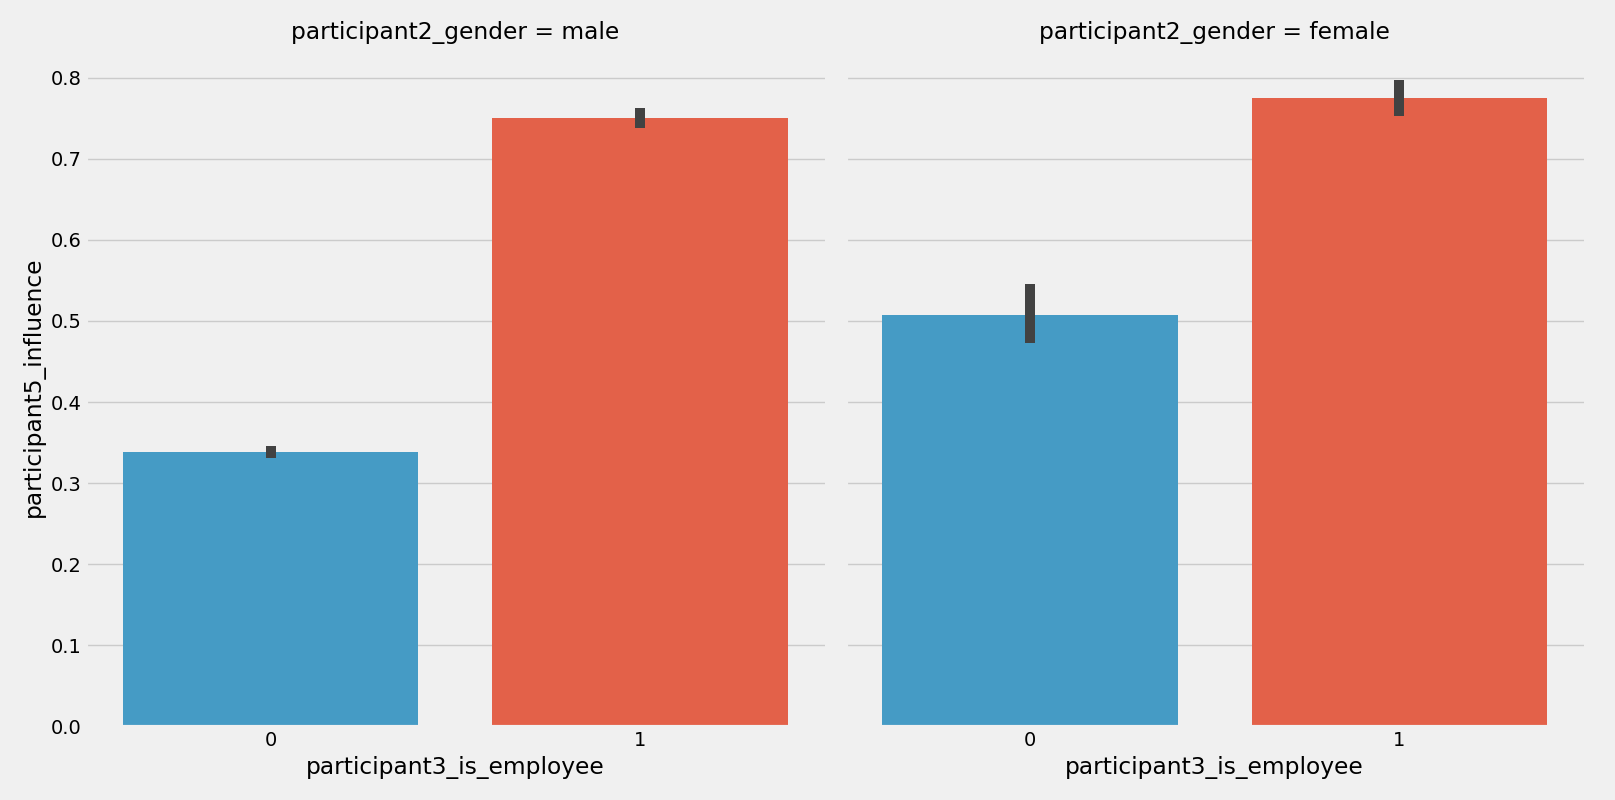 participant2_gender = male
participant2_gender = female
participant5_influence
0.8
0.7
0.6
0.5
0.4
0.3
0.2
0.1
0.0
0
1
0
1
participant3_is_employee
participant3_is_employee